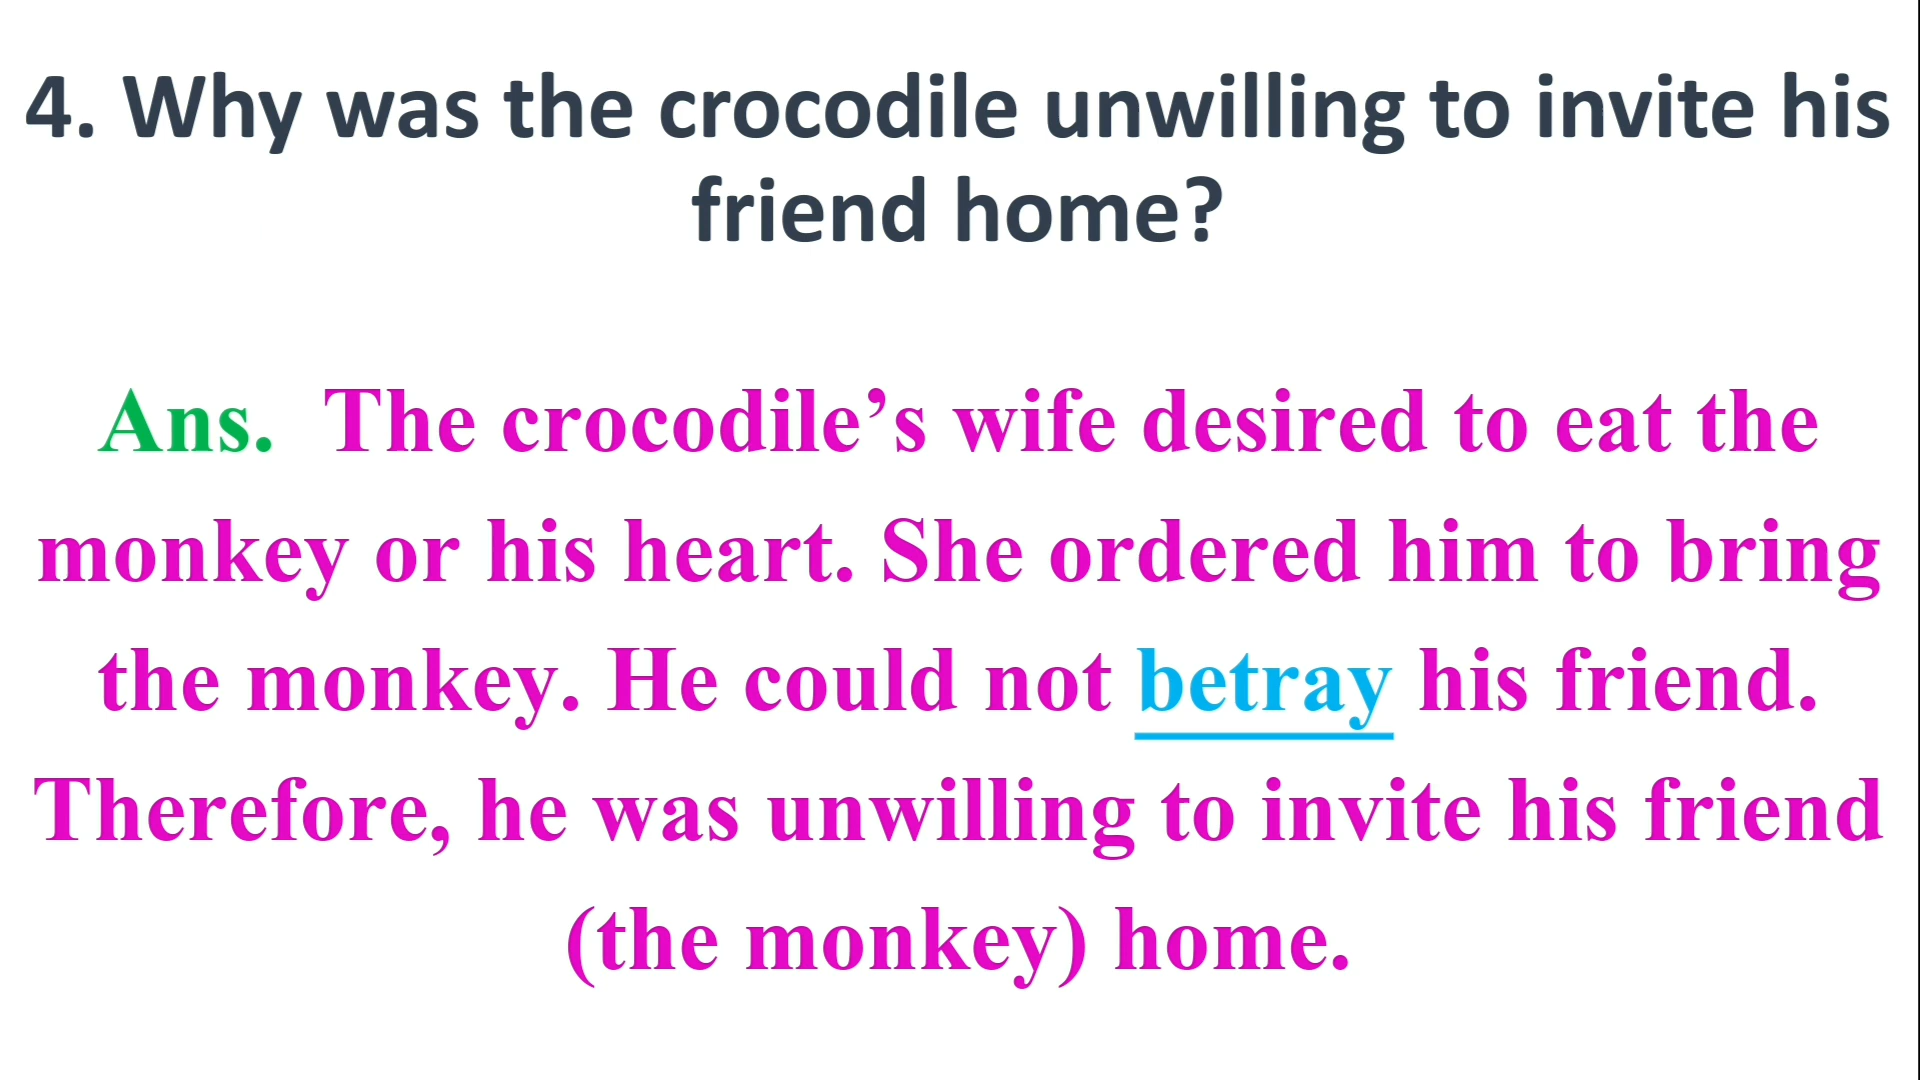 4. Why was the crocodile unwilling to invite his
friend home?
Ans. The crocodile’s wife desired to eat the
monkey or his heart. She ordered him to bring
the monkey. He could not betray his friend.
Therefore, he was unwilling to invite his friend
(the monkey) home.